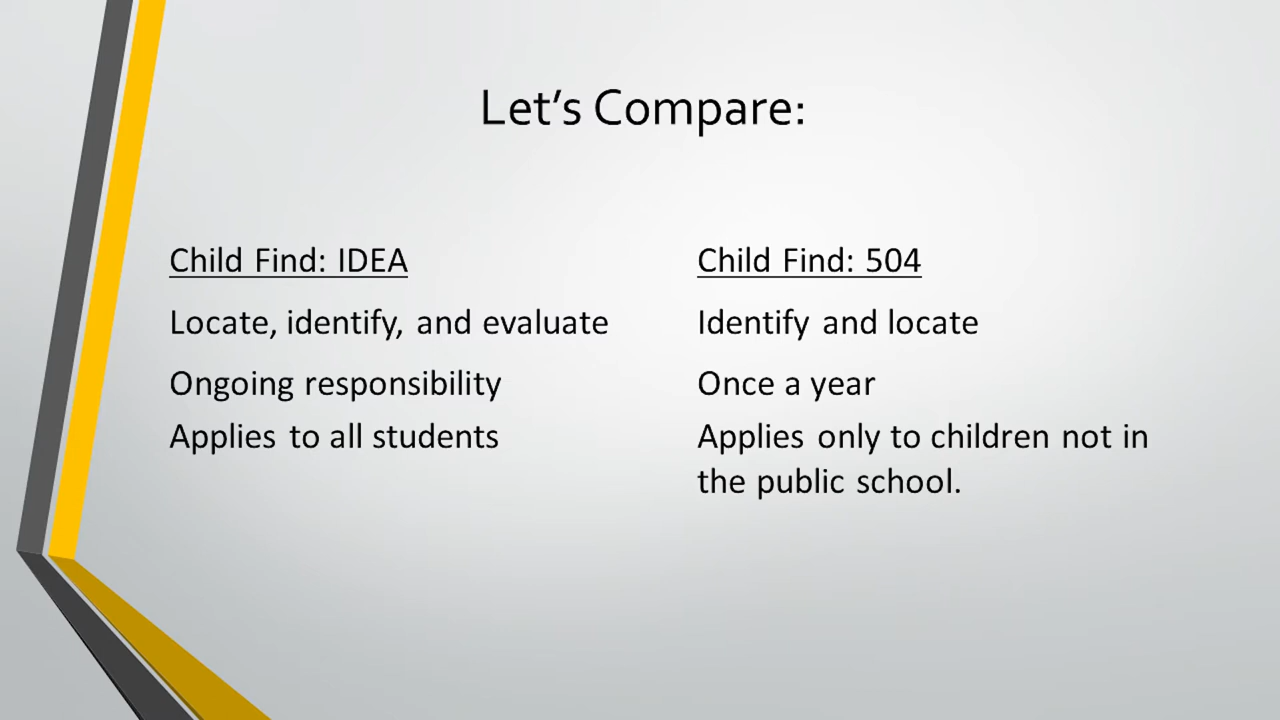 Let’s Compare:
Child Find: IDEA
Locate, identify, and evaluate
Ongoing responsibility
Applies to all students
Child Find: 504
Identify and locate
Once a year
Applies only to children not in
the public school.